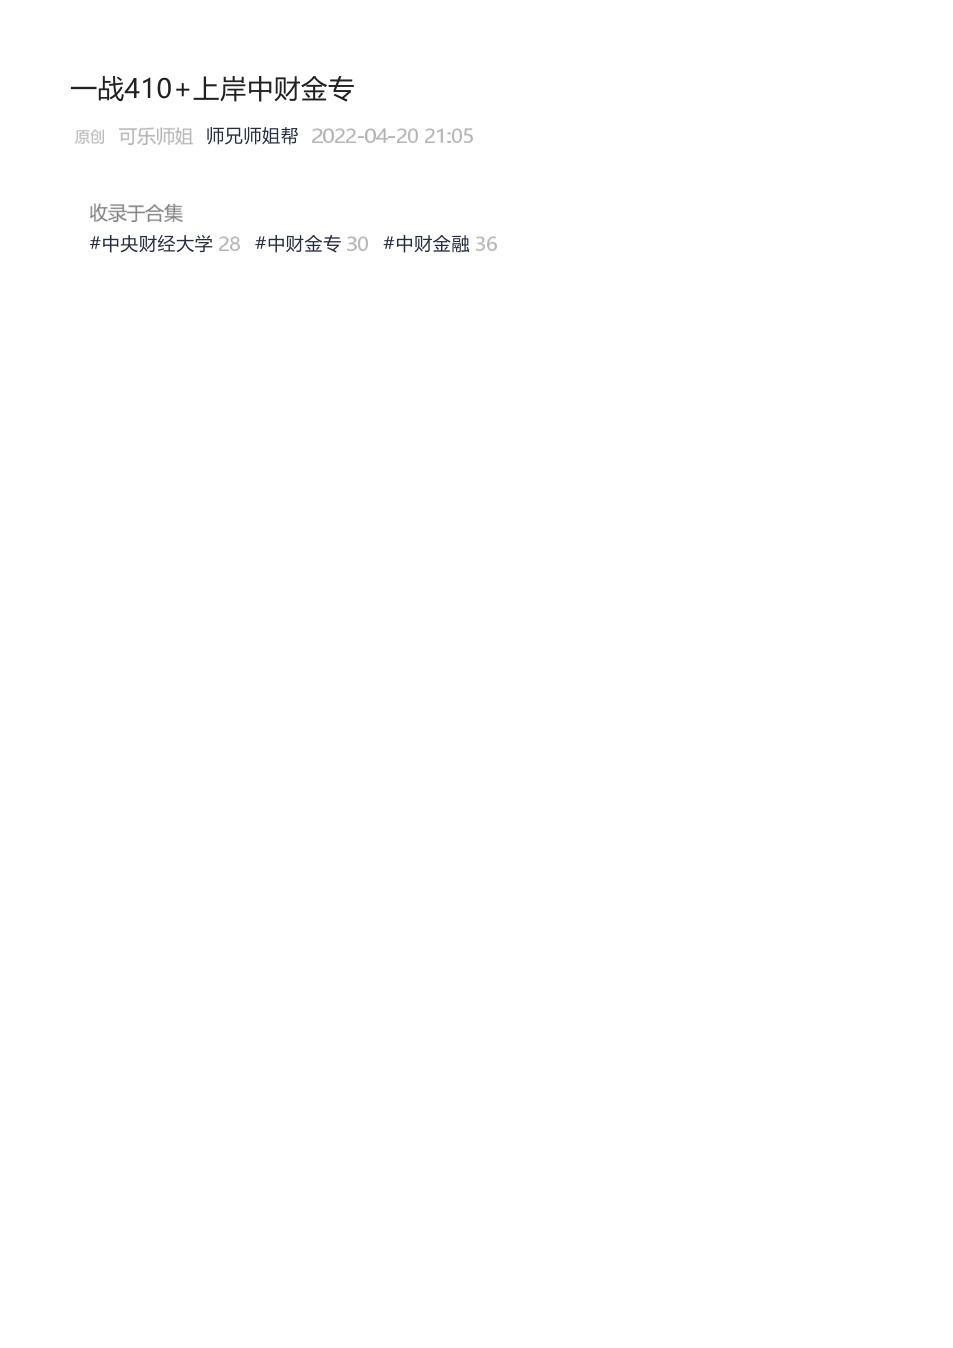 一战410+上岸中财金专
原创 可乐师姐 师兄师姐帮 2022-04-20 21:05
收录于合集
#中央财经大学 28 #中财金专 30 #中财金融 36